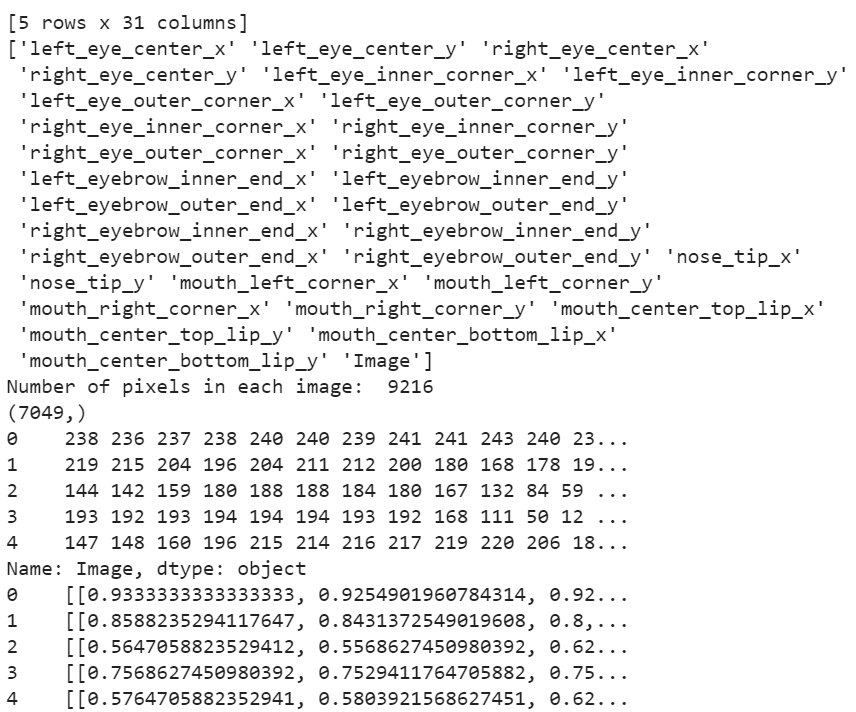 [5 rows x 31 columns]
['left_eye_center_x' 'left_eye_center_y' 'right_eye_center_x'
 'right_eye_center_y' 'left_eye_inner_corner_x' 'left_eye_inner_corner_y'
 'left_eye_outer_corner_x' 'left_eye_outer_corner_y'
 'right_eye_inner_corner_x' 'right_eye_inner_corner_y'
 'right_eye_outer_corner_x' 'right_eye_outer_corner_y'
 'left_eyebrow_inner_end_x' 'left_eyebrow_inner_end_y'
 'left_eyebrow_outer_end_x' 'left_eyebrow_outer_end_y'
 'right_eyebrow_inner_end_x' 'right_eyebrow_inner_end_y'
 'right_eyebrow_outer_end_x' 'right_eyebrow_outer_end_y' 'nose_tip_x'
 'nose_tip_y' 'mouth_left_corner_x' 'mouth_left_corner_y'
 'mouth_right_corner_x' 'mouth_right_corner_y' 'mouth_center_top_lip_x'
 'mouth_center_top_lip_y' 'mouth_center_bottom_lip_x'
 'mouth_center_bottom_lip_y' 'Image']
Number of pixels in each image:  9216
(7049,)
0    238 236 237 238 240 240 239 241 241 243 240 23...
1    219 215 204 196 204 211 212 200 180 168 178 19...
2    144 142 159 180 188 188 184 180 167 132 84 59 ...
3    193 192 193 194 194 194 193 192 168 111 50 12 ...
4    147 148 160 196 215 214 216 217 219 220 206 18...
Name: Image, dtype: object
0    [[0.9333333333333333, 0.9254901960784314, 0.92...
1    [[0.8588235294117647, 0.8431372549019608, 0.8,...
2    [[0.5647058823529412, 0.5568627450980392, 0.62...
3    [[0.7568627450980392, 0.7529411764705882, 0.75...
4    [[0.5764705882352941, 0.5803921568627451, 0.62...